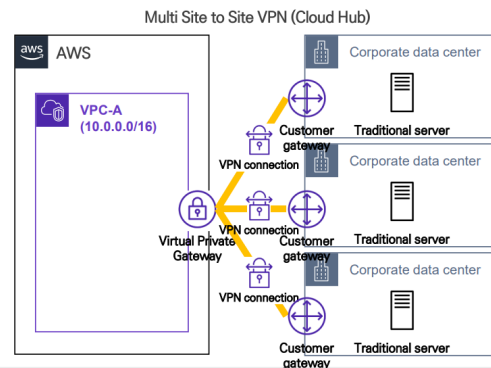 Multi Site to Site VPN (Cloud Hub)
aws
AWS
VPC-A
(10.0.0.0/16)
Virtual Private
Gateway
VPN connection
VPN connection
VPN connection
Corporate data center
Customer
gateway
Traditional server
Corporate data center
Customer
gateway
Traditional server
Corporate data center
Customer
gateway
Traditional server